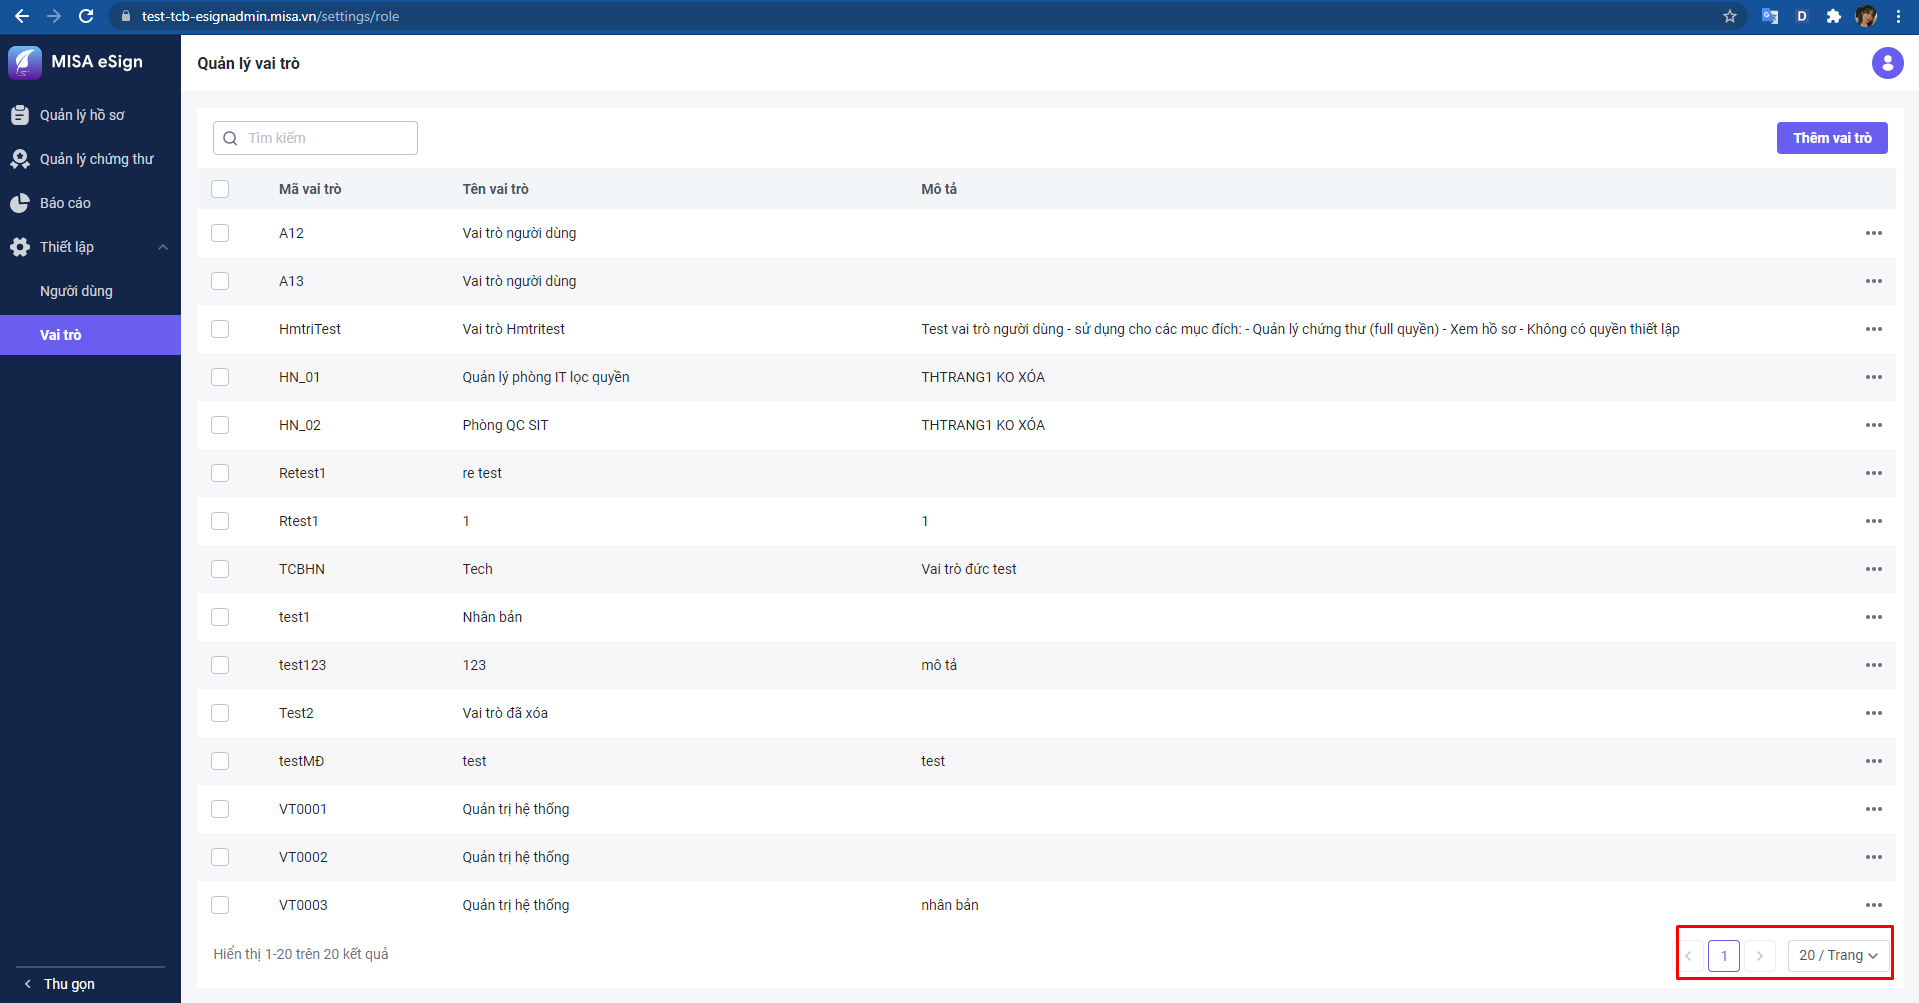 test-tcb-esignadmin.misa.vn/settings/role
MISA eSign
Quản lý hồ sơ
Quản lý chứng thư
Báo cáo
Thiết lập
Người dùng
Vai trò
Thu gọn
Quản lý vai trò
Tìm kiếm
Thêm vai trò
Mã vai trò Tên vai trò Mô tả
A12 Vai trò người dùng
A13 Vai trò người dùng
HmtriTest Vai trò Hmtritest Test vai trò người dùng - sử dụng cho các mục đích: - Quản lý chứng thư (full quyền) - Xem hồ sơ - Không có quyền thiết lập
HN_01 Quản lý phòng IT lọc quyền THTRANG1 KO XÓA
HN_02 Phòng QC SIT THTRANG1 KO XÓA
Retest1 re test
Rtest1 1 1
TCBHN Tech Vai trò đức test
test1 Nhân bản
test123 123 mô tả
Test2 Vai trò đã xóa
testMĐ test test
VT0001 Quản trị hệ thống
VT0002 Quản trị hệ thống
VT0003 Quản trị hệ thống nhân bản
Hiển thị 1-20 trên 20 kết quả
1 20 / Trang